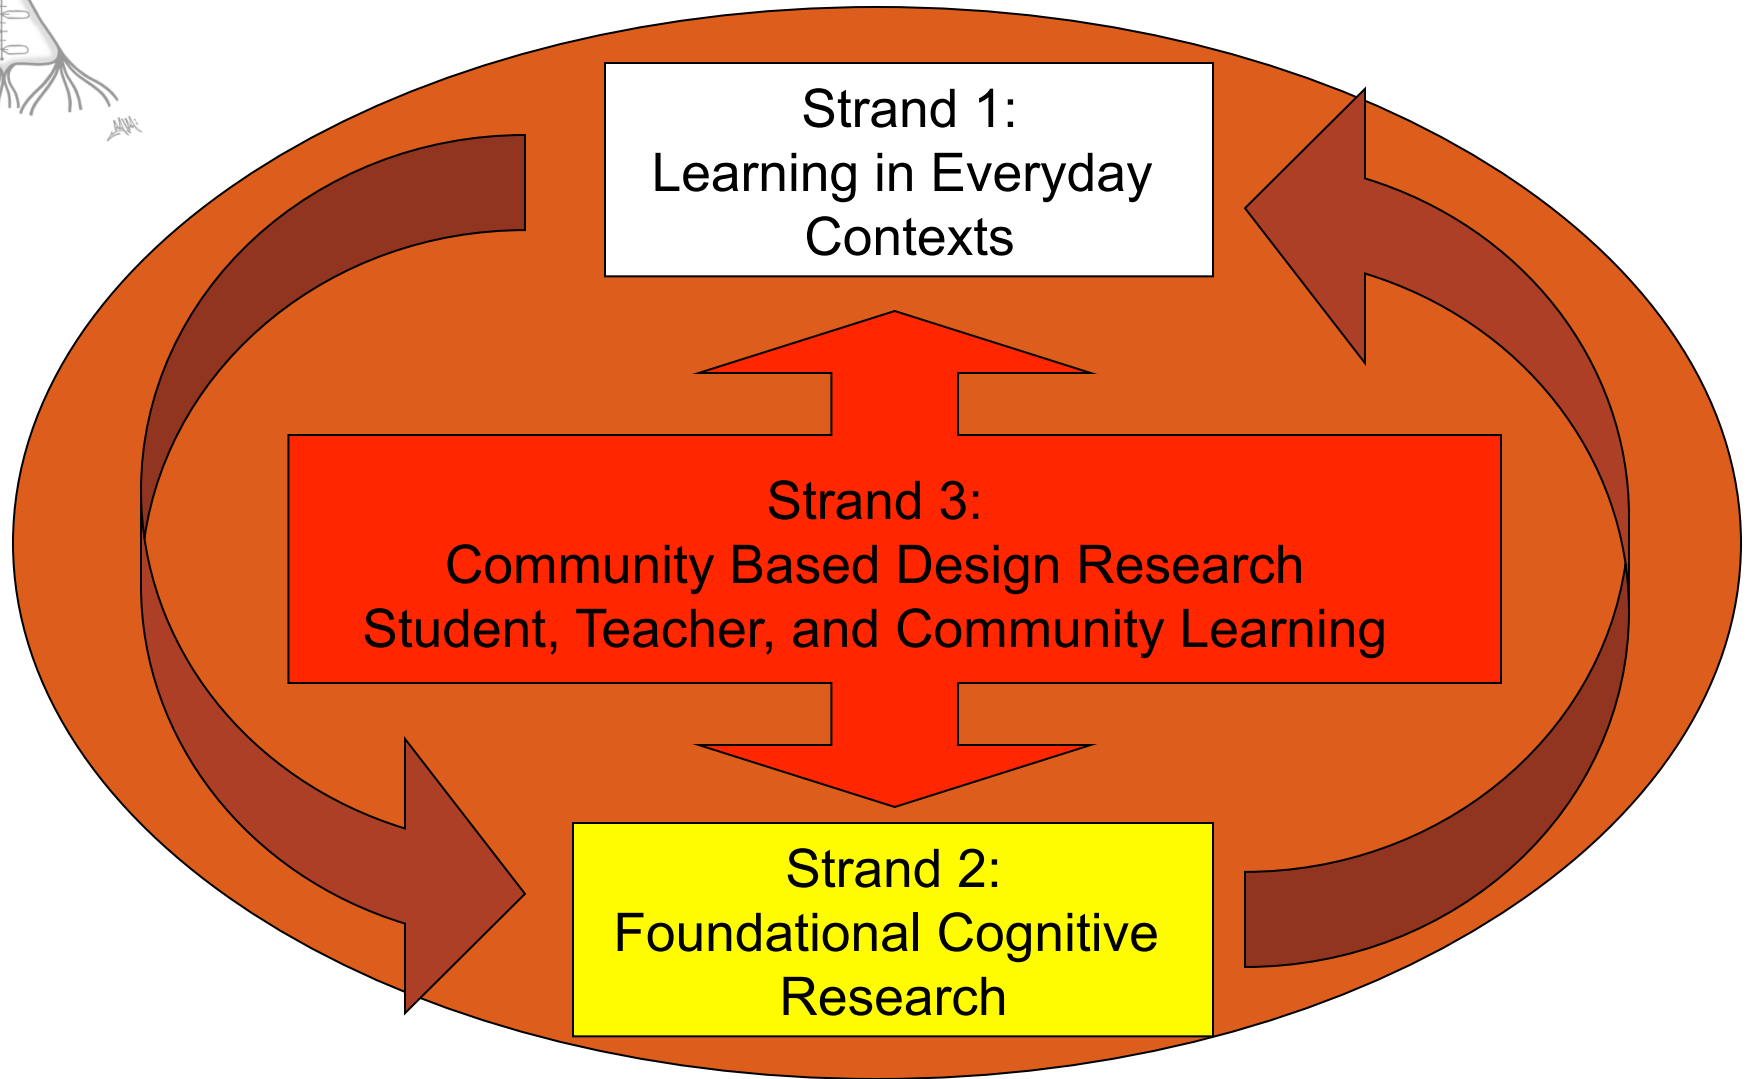 Strand 1:
Learning in Everyday
Contexts
Strand 3:
Community Based Design Research
Student, Teacher, and Community Learning
Strand 2:
Foundational Cognitive
Research